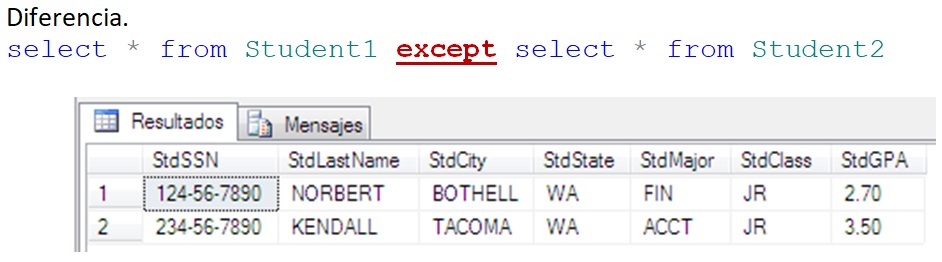 Diferencia.
select * from Student1 except select * from Student2
Resultados Mensajes
StdSSN StdLastName StdCity StdState StdMajor StdClass StdGPA
1 124-56-7890 NORBERT BOTHELL WA FIN JR 2.70
2 234-56-7890 KENDALL TACOMA WA ACCT JR 3.50